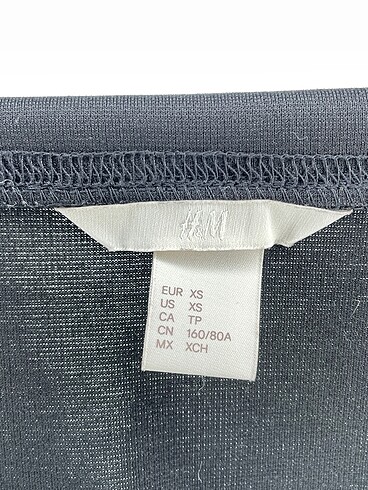 H&M
EUR XS
US XS
CA TP
CN 160/80A
MX XCH